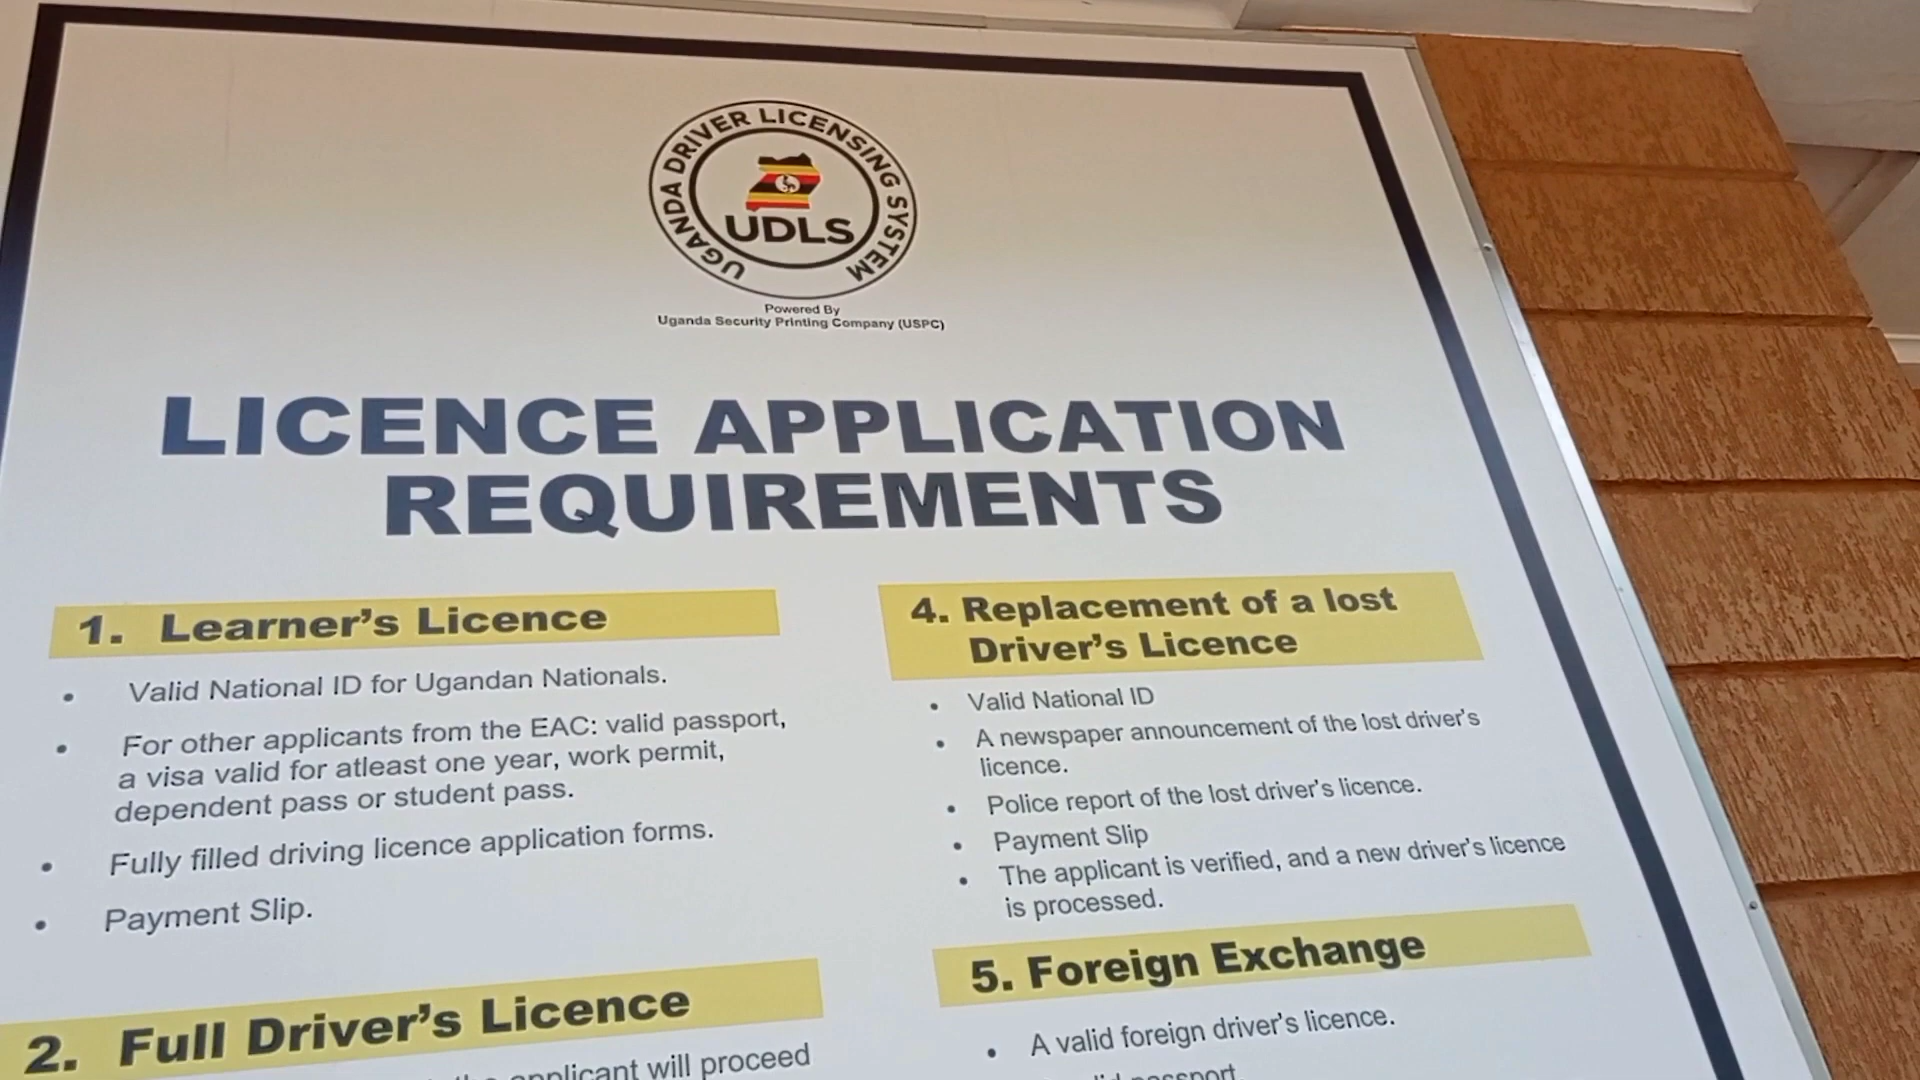 UGANDA DRIVER LICENSING SYSTEM
UDLS
Powered By
Uganda Security Printing Company (USPC)
LICENCE APPLICATION
REQUIREMENTS
1. Learner's Licence
• Valid National ID for Ugandan Nationals.
• For other applicants from the EAC: valid passport,
a visa valid for atleast one year, work permit,
dependent pass or student pass.
• Fully filled driving licence application forms.
• Payment Slip.
2. Full Driver's Licence
applicant will proceed
4. Replacement of a lost
Driver's Licence
• Valid National ID
• A newspaper announcement of the lost driver's
licence.
• Police report of the lost driver's licence.
• Payment Slip
• The applicant is verified, and a new driver's licence
is processed.
5. Foreign Exchange
• A valid foreign driver's licence.
passport.